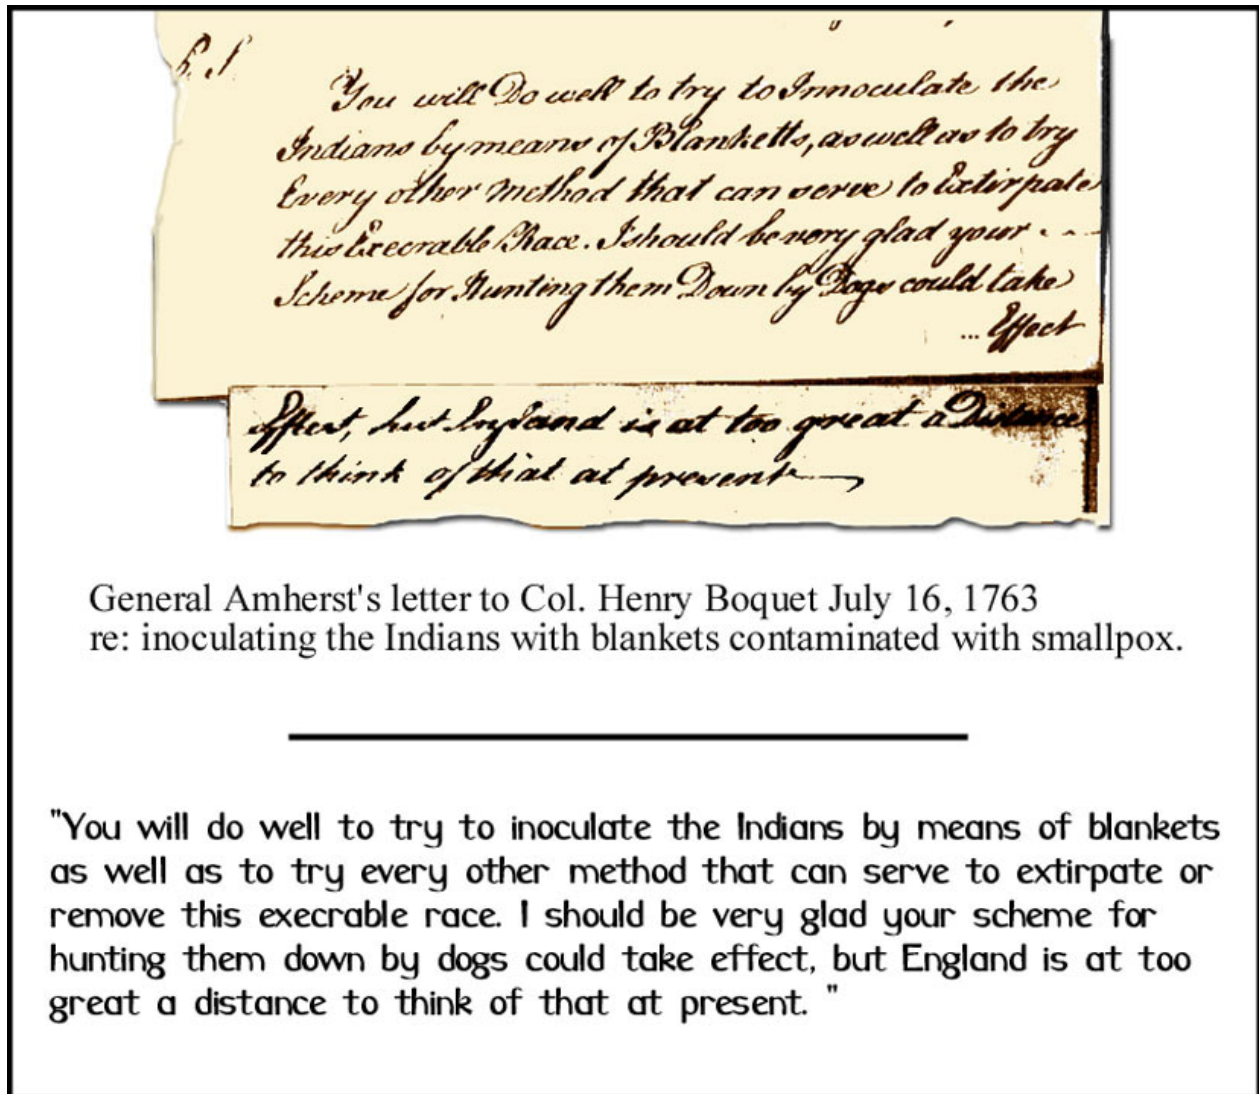 P.S.
You will Do well to try to Innoculate the
Indians by means of Blanketts, as well as to try
Every other Method that can serve to Extirpate
this Execrable Race. I should be very glad your - - -
Scheme for Hunting them Down by Dogs could take
... Effect
Effect, but England is at too great a Distance
to think of that at present
General Amherst's letter to Col. Henry Boquet July 16, 1763
re: inoculating the Indians with blankets contaminated with smallpox.
"You will do well to try to inoculate the Indians by means of blankets
as well as to try every other method that can serve to extirpate or
remove this execrable race. I should be very glad your scheme for
hunting them down by dogs could take effect, but England is at too
great a distance to think of that at present. "